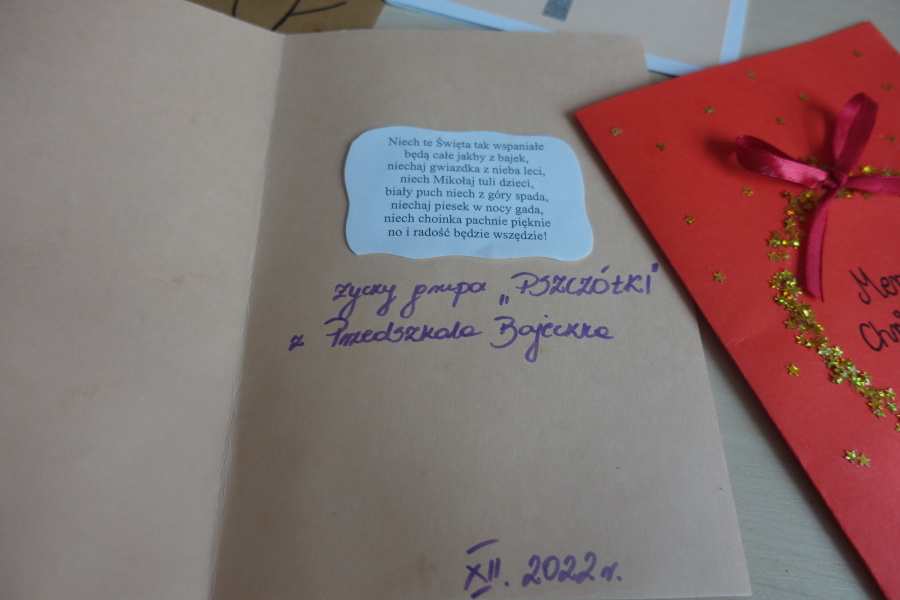 Niech te Święta tak wspaniałe
będą całe jakby z bajek,
niechaj gwiazdka z nieba leci,
niech Mikołaj tuli dzieci,
biały puch niech z góry spada,
niechaj piesek w nocy gada,
niech choinka pachnie pięknie
no i radość będzie wszędzie!
życzy grupa „PSZCZÓŁKI"
z Przedszkola Bajeczka
XII. 2022 r.